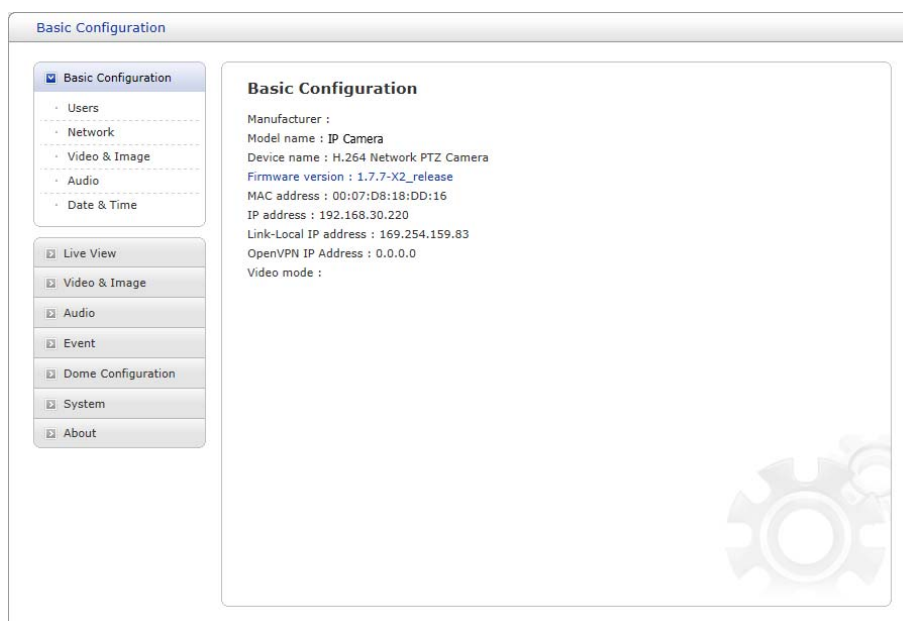 Basic Configuration
Basic Configuration
Users
Network
Video & Image
Audio
Date & Time
Live View
Video & Image
Audio
Event
Dome Configuration
System
About
Basic Configuration
Manufacturer :
Model name : IP Camera
Device name : H.264 Network PTZ Camera
Firmware version : 1.7.7-X2_release
MAC address : 00:07:D8:18:DD:16
IP address : 192.168.30.220
Link-Local IP address : 169.254.159.83
OpenVPN IP Address : 0.0.0.0
Video mode :